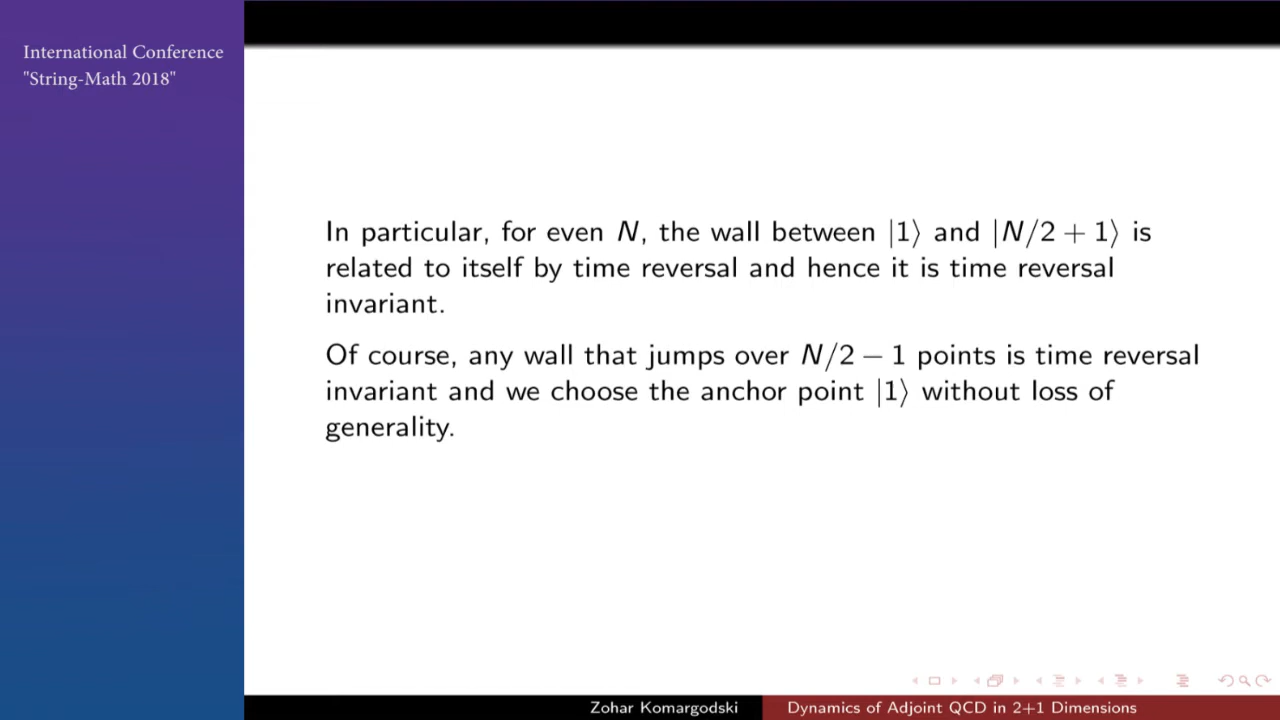 International Conference
"String-Math 2018"
In particular, for even N, the wall between |1⟩ and |N/2 + 1⟩ is
related to itself by time reversal and hence it is time reversal
invariant.
Of course, any wall that jumps over N/2 − 1 points is time reversal
invariant and we choose the anchor point |1⟩ without loss of
generality.
Zohar Komargodski
Dynamics of Adjoint QCD in 2+1 Dimensions